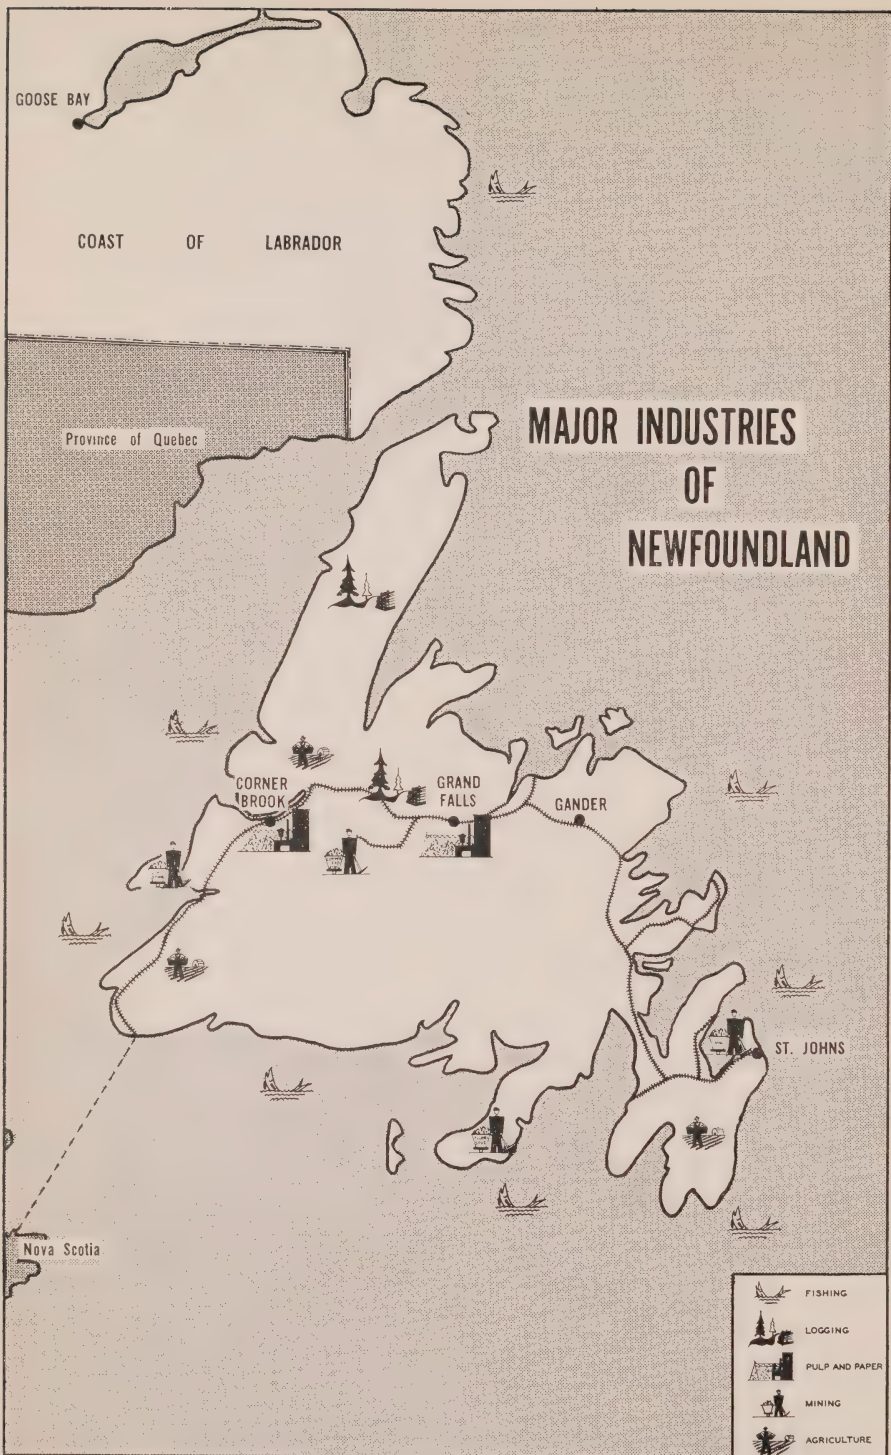 GOOSE BAY
COAST OF LABRADOR
Province of Quebec
MAJOR INDUSTRIES
OF
NEWFOUNDLAND
CORNER
BROOK
GRAND
FALLS
GANDER
ST. JOHNS
Nova Scotia
FISHING
LOGGING
PULP AND PAPER
MINING
AGRICULTURE